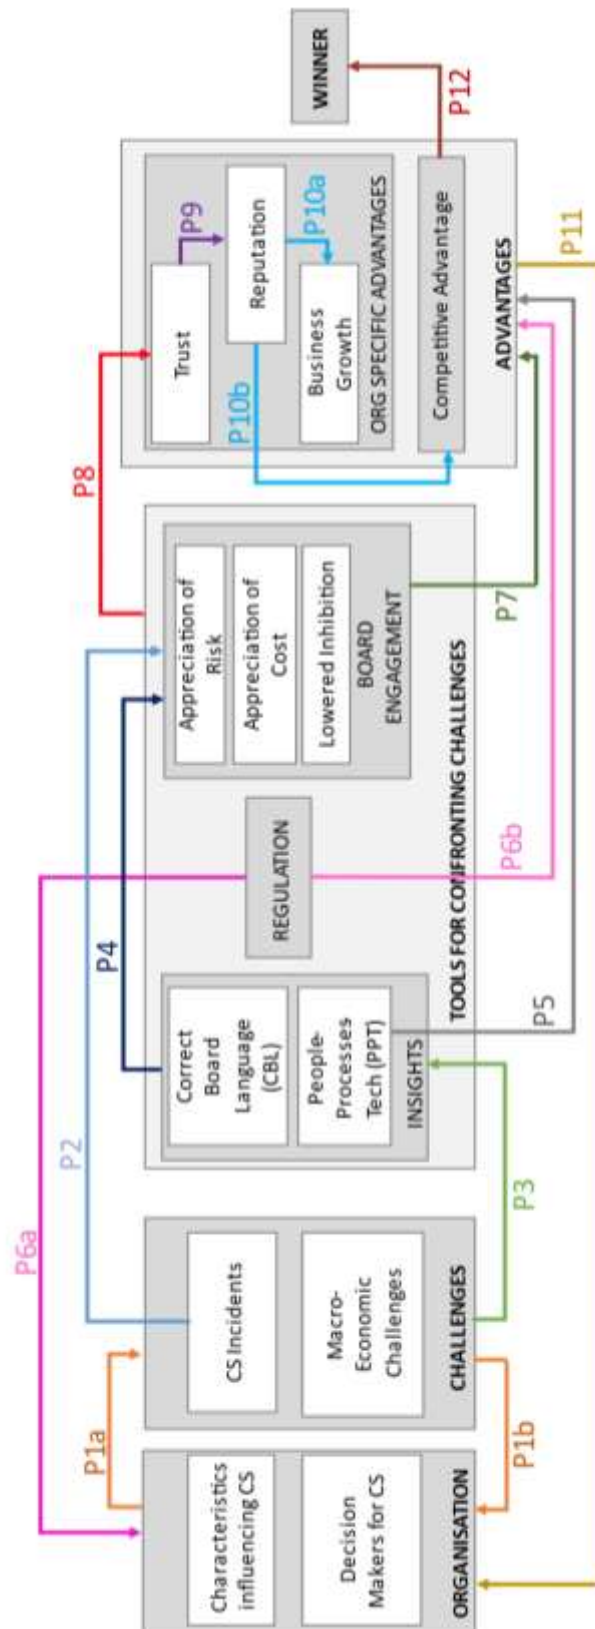 P6a
P2
P4
P8
P1a
Characteristics
influencing CS
Decision
Makers for CS
ORGANISATION
CS Incidents
Macro-
Economic
Challenges
CHALLENGES
P1b
P3
Correct
Board
Language
(CBL)
People-
Processes
Tech (PPT)
INSIGHTS
REGULATION
Appreciation of
Risk
Appreciation of
Cost
Lowered Inhibition
BOARD
ENGAGEMENT
TOOLS FOR CONFRONTING CHALLENGES
P5
P6b
P7
Trust
P9
Reputation
P10a
P10b
Business
Growth
ORG SPECIFIC ADVANTAGES
Competitive Advantage
ADVANTAGES
P11
P12
WINNER